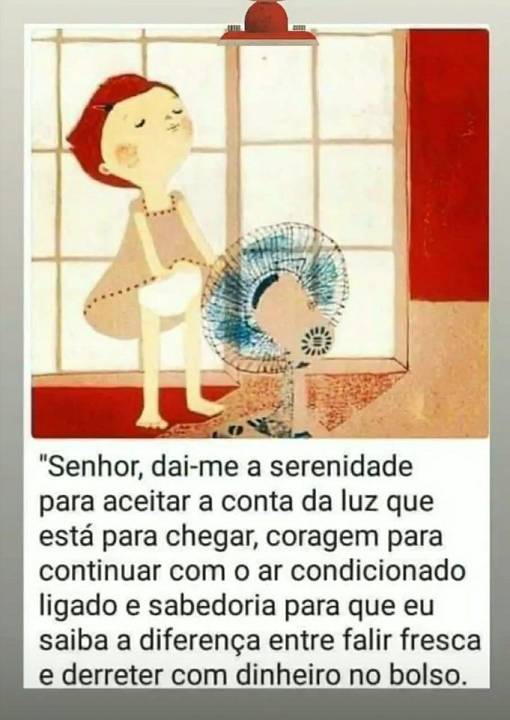 "Senhor, dai-me a serenidade
para aceitar a conta da luz que
está para chegar, coragem para
continuar com o ar condicionado
ligado e sabedoria para que eu
saiba a diferença entre falir fresca
e derreter com dinheiro no bolso.